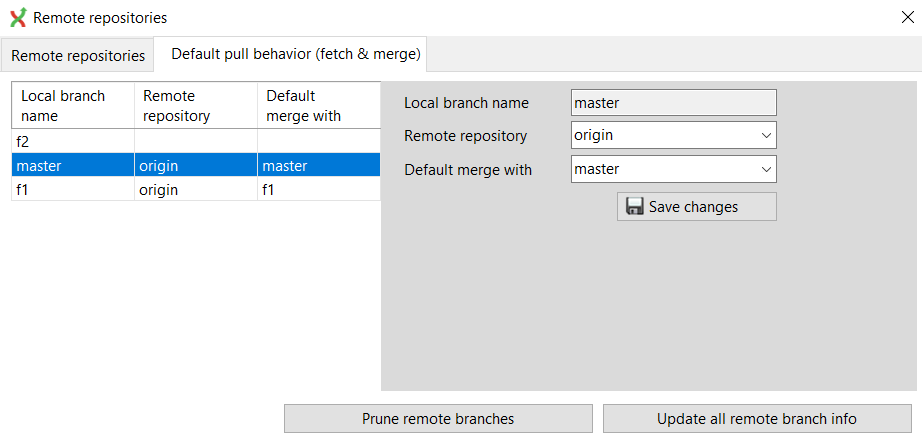 Remote repositories
Remote repositories
Default pull behavior (fetch & merge)
Local branch name
Remote repository
Default merge with
f2
master origin master
f1 origin f1
Local branch name master
Remote repository origin
Default merge with master
Save changes
Prune remote branches
Update all remote branch info